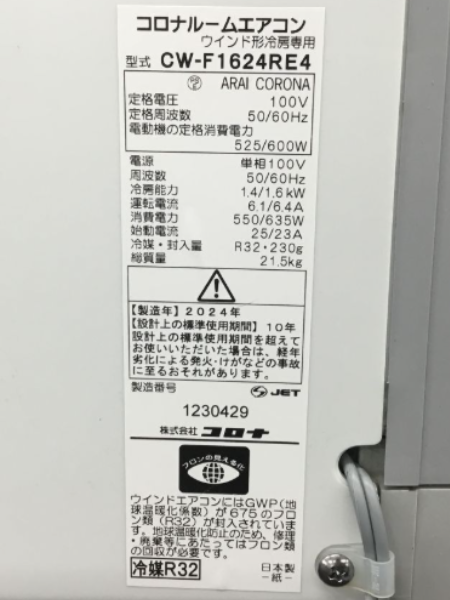 コロナルームエアコン
ウインド形冷房専用
型式 CW-F1624RE4
ARAI CORONA
定格電圧 100V
定格周波数 50/60Hz
電動機の定格消費電力
525/600W
電源 単相100V
周波数 50/60Hz
冷房能力 1.4/1.6kW
運転電流 6.1/6.4A
消費電力 550/635W
始動電流 25/23A
冷媒・封入量 R32・230g
総質量 21.5kg
【製造年】2024年
【設計上の標準使用期間】10年
設計上の標準使用期間を超えて
お使いいただいた場合は、経年
劣化による発火・けがなどの事故
に至るおそれがあります。
製造番号 JET
1230429
株式会社 コロナ
フロンの見える化
ウインドエアコンにはGWP(地
球温暖化係数)が675のフロ
ン類(R32)が封入されていま
す。地球温暖化防止のため、修理
・廃棄等にあたってはフロン類
の回収が必要です。
冷媒R32 日本製
-紙-